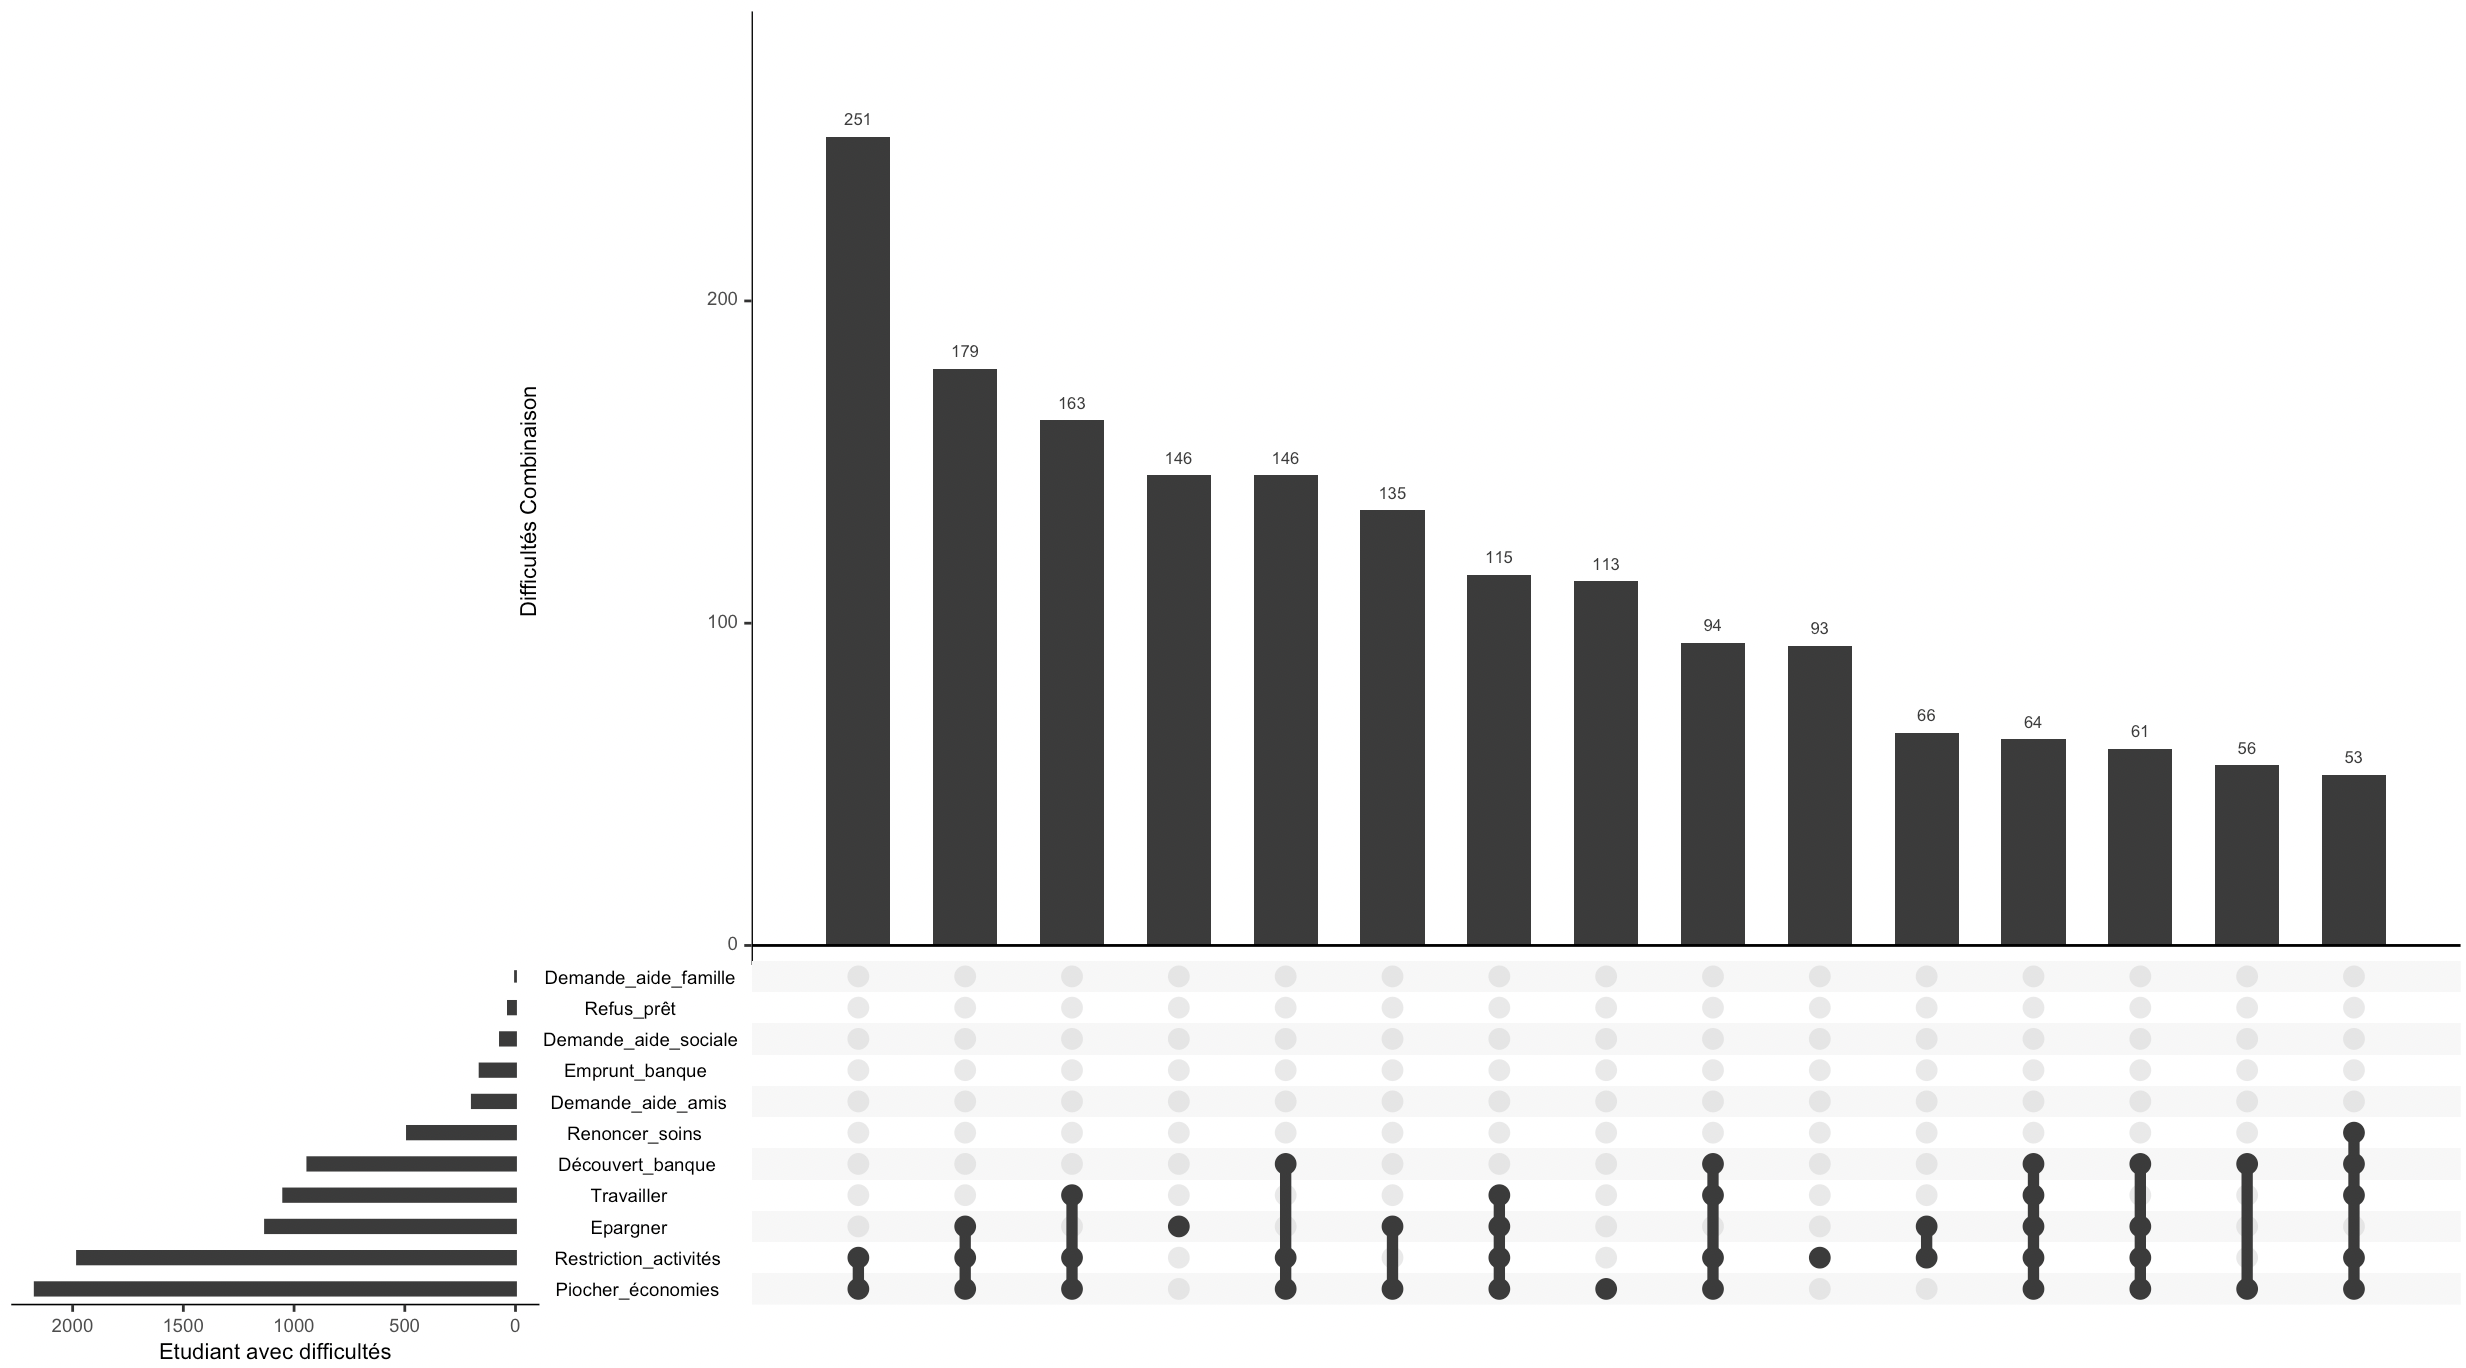 251
179
163
146
146
135
115
113
94
93
66
64
61
56
53
200
100
0
Difficultés Combinaison
Demande_aide_famille
Refus_prêt
Demande_aide_sociale
Emprunt_banque
Demande_aide_amis
Renoncer_soins
Découvert_banque
Travailler
Epargner
Restriction_activités
Piocher_économies
2000 1500 1000 500 0
Etudiant avec difficultés